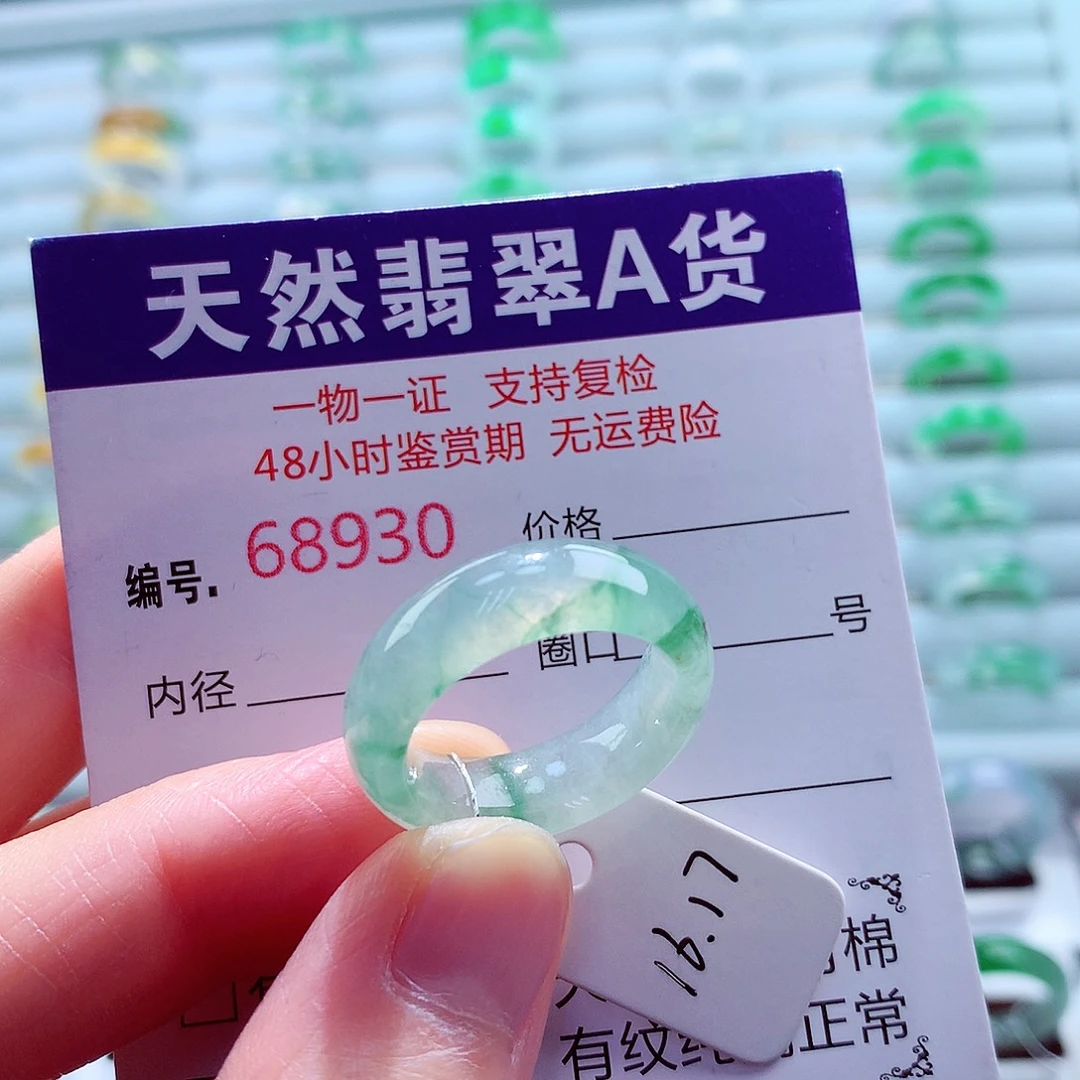 天然翡翠A货
一物一证 支持复检
48小时鉴赏期 无运费险
编号. 68930 价格
内径 圈口 号
16.17
棉
有纹 正常